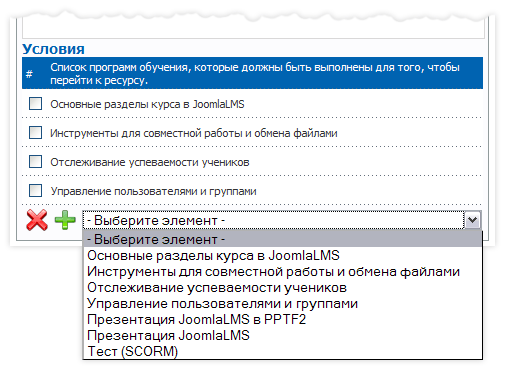 Условия
# Список программ обучения, которые должны быть выполнены для того, чтобы
перейти к ресурсу.
Основные разделы курса в JoomlaLMS
Инструменты для совместной работы и обмена файлами
Отслеживание успеваемости учеников
Управление пользователями и группами
- Выберите элемент -
- Выберите элемент -
Основные разделы курса в JoomlaLMS
Инструменты для совместной работы и обмена файлами
Отслеживание успеваемости учеников
Управление пользователями и группами
Презентация JoomlaLMS в PPTF2
Презентация JoomlaLMS
Тест (SCORM)